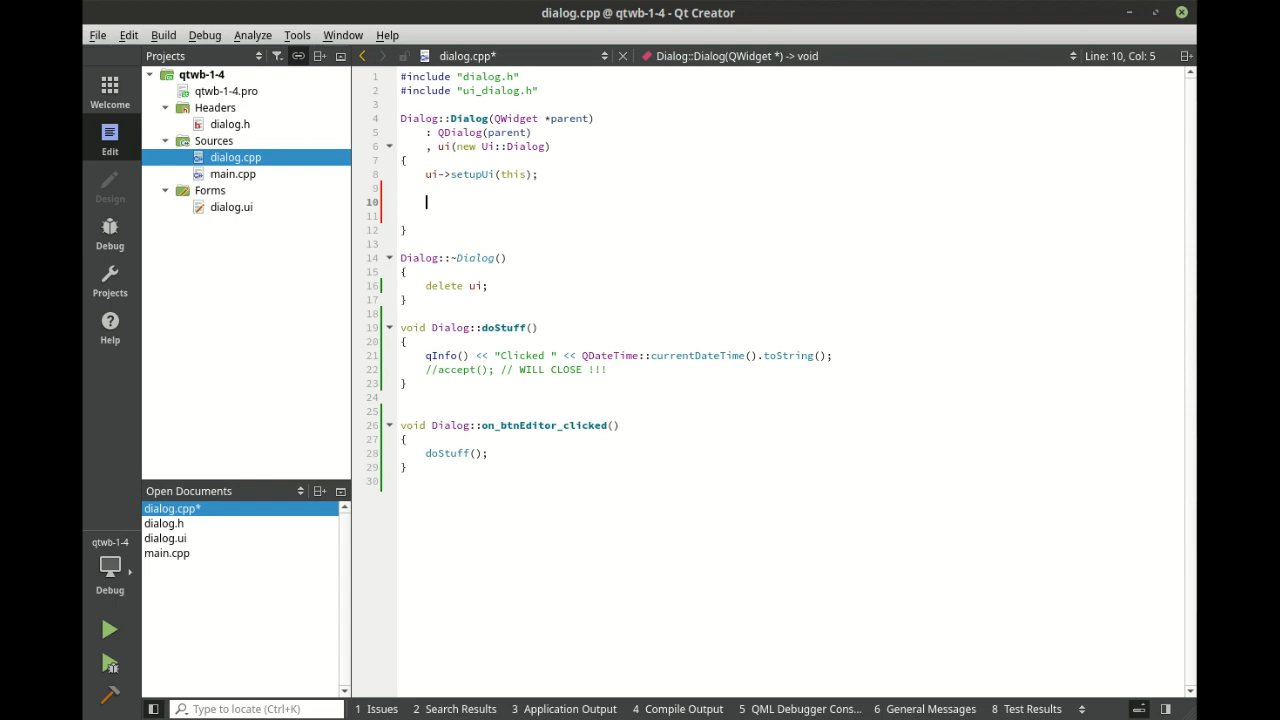 dialog.cpp @ qtwb-1-4 - Qt Creator
File Edit Build Debug Analyze Tools Window Help
Projects
dialog.cpp*
Dialog::Dialog(QWidget *) -> void
Line: 10, Col: 5
Welcome
Edit
Design
Debug
Projects
Help
qtwb-1-4
Debug
qtwb-1-4
qtwb-1-4.pro
Headers
dialog.h
Sources
dialog.cpp
main.cpp
Forms
dialog.ui
Open Documents
dialog.cpp*
dialog.h
dialog.ui
main.cpp
1 #include "dialog.h"
2 #include "ui_dialog.h"
3
4 Dialog::Dialog(QWidget *parent)
5 : QDialog(parent)
6 , ui(new Ui::Dialog)
7 {
8 ui->setupUi(this);
9
10
11
12 }
13
14 Dialog::~Dialog()
15 {
16 delete ui;
17 }
18
19 void Dialog::doStuff()
20 {
21 qInfo() << "Clicked " << QDateTime::currentDateTime().toString();
22 //accept(); // WILL CLOSE !!!
23 }
24
25
26 void Dialog::on_btnEditor_clicked()
27 {
28 doStuff();
29 }
30
Type to locate (Ctrl+K)
1 Issues 2 Search Results 3 Application Output 4 Compile Output 5 QML Debugger Cons... 6 General Messages 8 Test Results